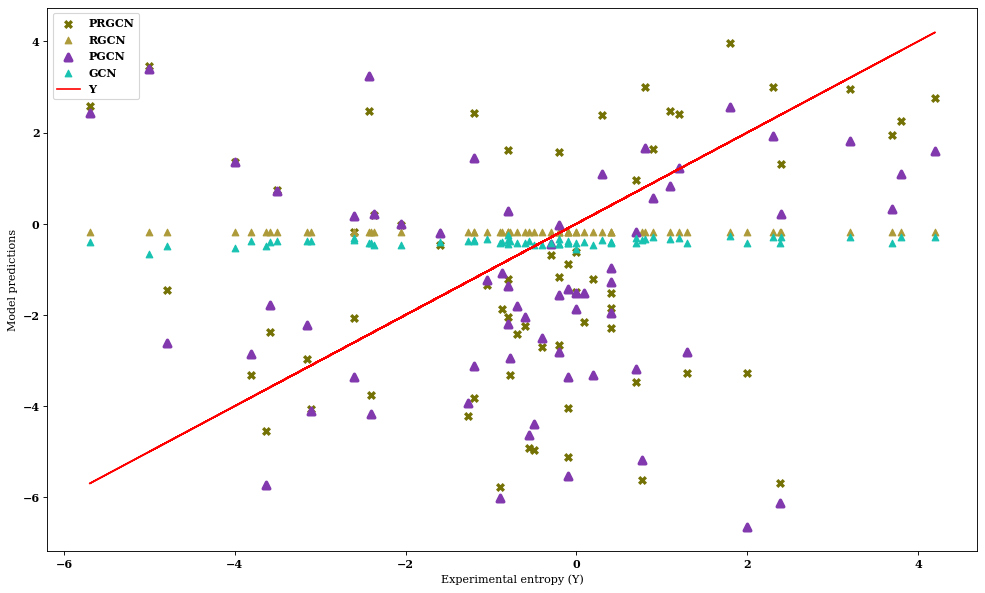 PRGCN
RGCN
PGCN
GCN
Y
4
2
0
−2
−4
−6
Model predictions
−6 −4 −2 0 2 4
Experimental entropy (Y)